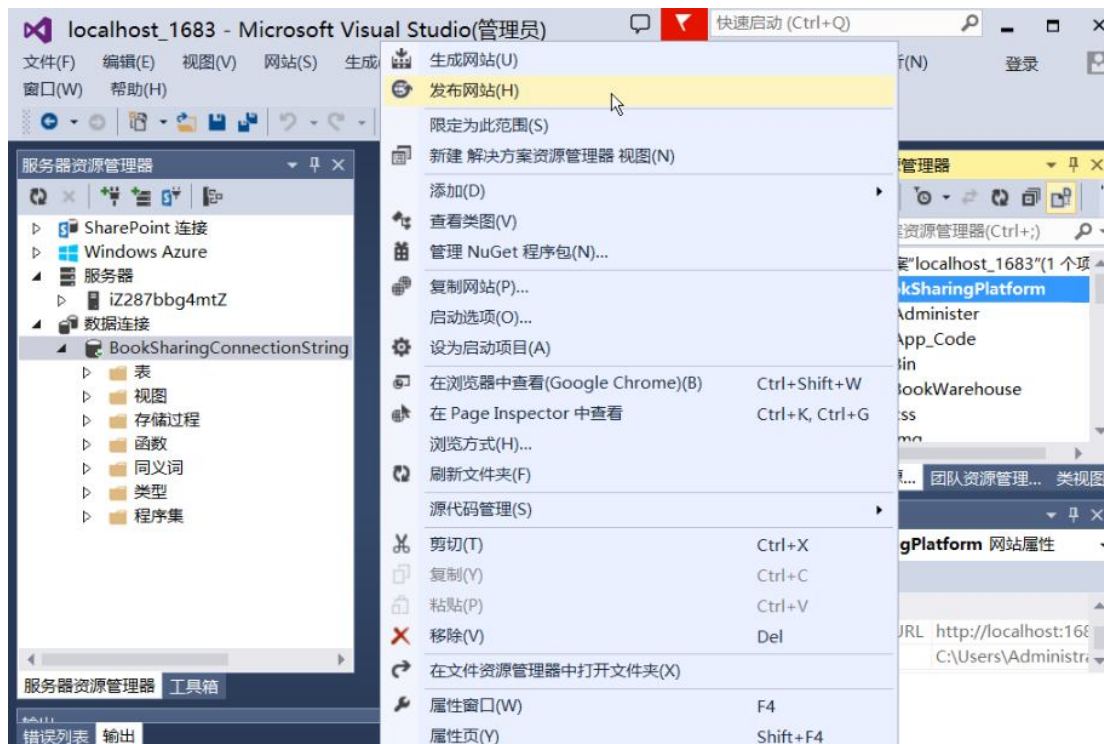 localhost_1683 - Microsoft Visual Studio(管理员)
快速启动 (Ctrl+Q)
文件(F) 编辑(E) 视图(V) 网站(S) 生成
(N) 登录
窗口(W) 帮助(H)
服务器资源管理器
SharePoint 连接
Windows Azure
服务器
iZ287bbg4mtZ
数据连接
BookSharingConnectionString
表
视图
存储过程
函数
同义词
类型
程序集
服务器资源管理器 工具箱
错误列表 输出
生成网站(U)
发布网站(H)
限定为此范围(S)
新建 解决方案资源管理器 视图(N)
添加(D)
查看类图(V)
管理 NuGet 程序包(N)...
复制网站(P)...
启动选项(O)...
设为启动项目(A)
在浏览器中查看(Google Chrome)(B) Ctrl+Shift+W
在 Page Inspector 中查看 Ctrl+K, Ctrl+G
浏览方式(H)...
刷新文件夹(F)
源代码管理(S)
剪切(T) Ctrl+X
复制(Y) Ctrl+C
粘贴(P) Ctrl+V
移除(V) Del
在文件资源管理器中打开文件夹(X)
属性窗口(W) F4
属性页(Y) Shift+F4
管理器
资源管理器(Ctrl+;)
"localhost_1683"(1 个项
kSharingPlatform
Administer
App_Code
Bin
BookWarehouse
css
... 团队资源管理... 类视图
gPlatform 网站属性
URL http://localhost:168
C:\Users\Administra